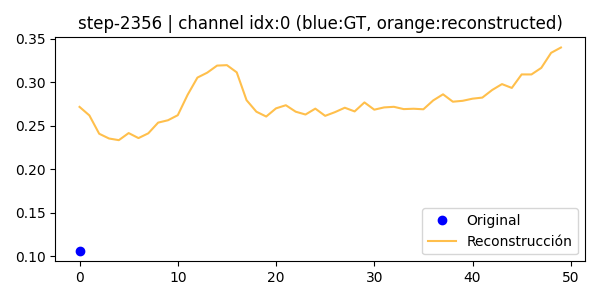 step-2356 | channel idx:0 (blue:GT, orange:reconstructed)
0.35
0.30
0.25
0.20
0.15
0.10
Original
Reconstrucción
0 10 20 30 40 50